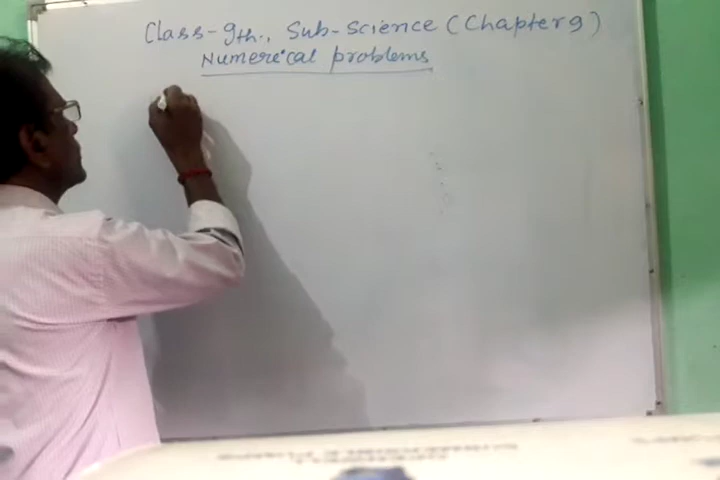 Class-9th., Sub-Science (Chapter 9)
Numerical problems